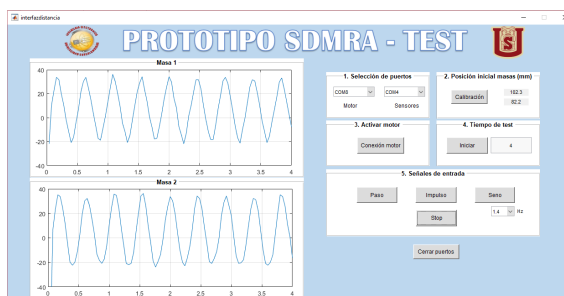 interfazdistancia
PROTOTIPO SDMRA - TEST
Masa 1
40
20
0
-20
-40
0 0.5 1 1.5 2 2.5 3 3.5 4
Masa 2
40
20
0
-20
-40
0 0.5 1 1.5 2 2.5 3 3.5 4
1. Selección de puertos
COM5 COM4
Motor Sensores
2. Posición inicial masas (mm)
Calibración
182.3
82.2
3. Activar motor
Conexión motor
4. Tiempo de test
Iniciar 4
5. Señales de entrada
Paso Impulso Seno
Stop
1.4 Hz
Cerrar puertos